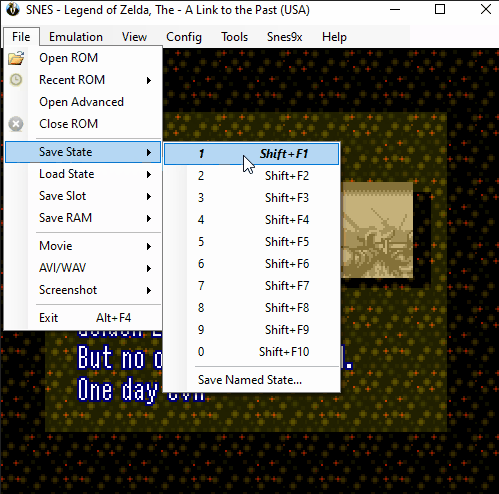 SNES - Legend of Zelda, The - A Link to the Past (USA)
File Emulation View Config Tools Snes9x Help
Open ROM
Recent ROM
Open Advanced
Close ROM
Save State
Load State
Save Slot
Save RAM
Movie
AVI/WAV
Screenshot
Exit Alt+F4
1 Shift+F1
2 Shift+F2
3 Shift+F3
4 Shift+F4
5 Shift+F5
6 Shift+F6
7 Shift+F7
8 Shift+F8
9 Shift+F9
0 Shift+F10
Save Named State...
But no
One day